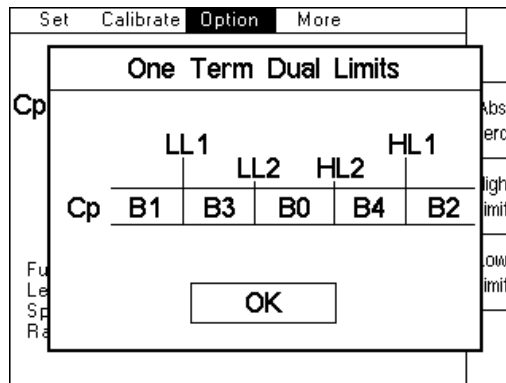 Set Calibrate Option More
One Term Dual Limits
Cp
LL1 HL1
LL2 HL2
Cp B1 B3 B0 B4 B2
OK